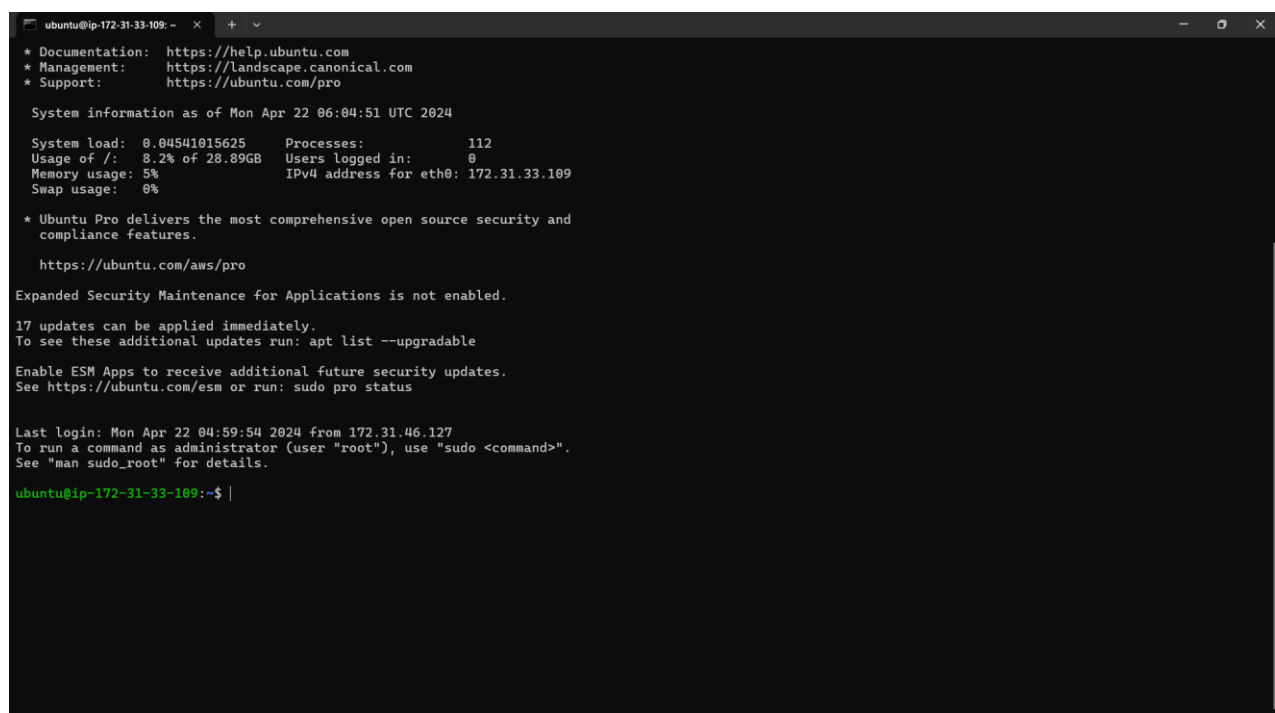 ubuntu@ip-172-31-33-109: ~
* Documentation:  https://help.ubuntu.com
* Management:     https://landscape.canonical.com
* Support:        https://ubuntu.com/pro
System information as of Mon Apr 22 06:04:51 UTC 2024
System load:  0.04541015625     Processes:             112
Usage of /:   8.2% of 28.89GB   Users logged in:       0
Memory usage: 5%                IPv4 address for eth0: 172.31.33.109
Swap usage:   0%
* Ubuntu Pro delivers the most comprehensive open source security and
compliance features.
https://ubuntu.com/aws/pro
Expanded Security Maintenance for Applications is not enabled.
17 updates can be applied immediately.
To see these additional updates run: apt list --upgradable
Enable ESM Apps to receive additional future security updates.
See https://ubuntu.com/esm or run: sudo pro status
Last login: Mon Apr 22 04:59:54 2024 from 172.31.46.127
To run a command as administrator (user "root"), use "sudo <command>".
See "man sudo_root" for details.
ubuntu@ip-172-31-33-109:~$